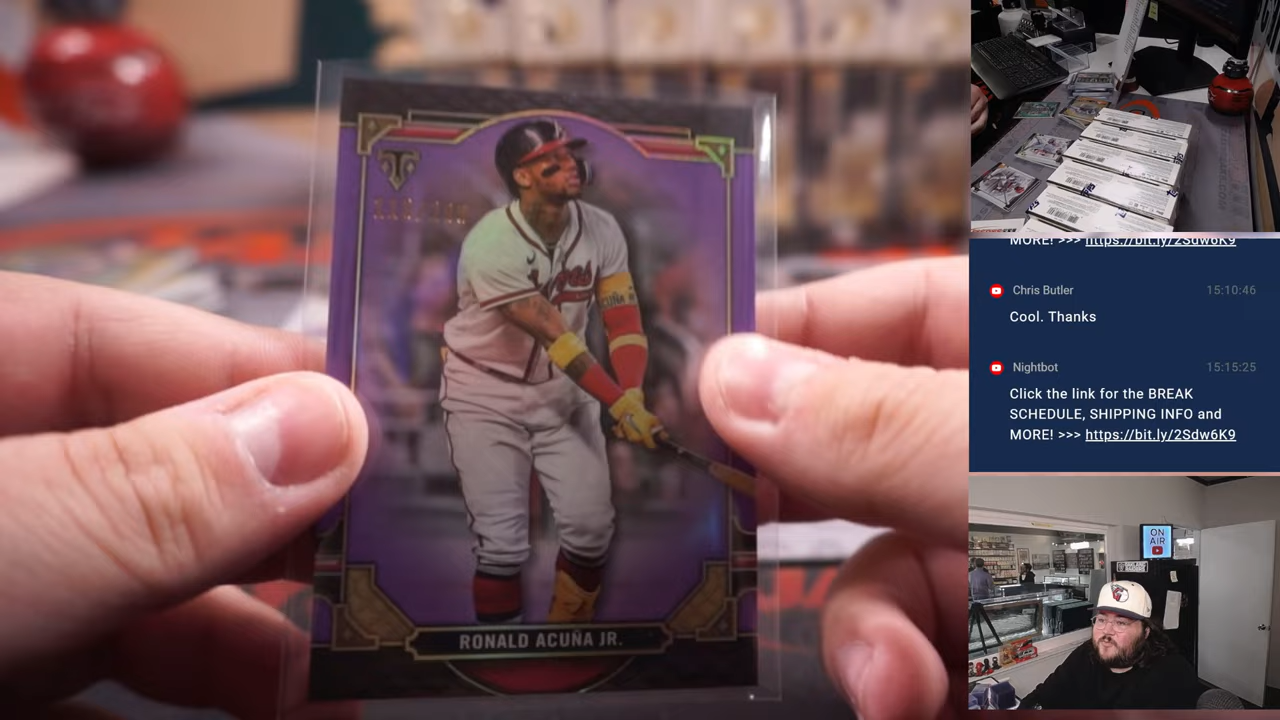 RONALD ACUÑA JR.
MORE! >>> https://bit.ly/2Sdw6K9
Chris Butler
15:10:46
Cool. Thanks
Nightbot
15:15:25
Click the link for the BREAK
SCHEDULE, SHIPPING INFO and
MORE! >>> https://bit.ly/2Sdw6K9
ON
AIR